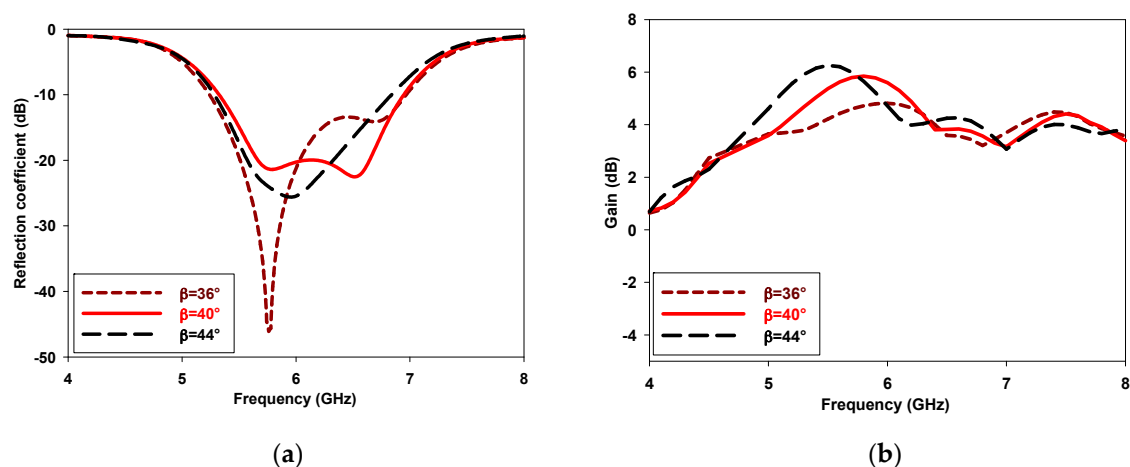 0
-10
-20
-30
-40
-50
Reflection coefficient (dB)
β=36°
β=40°
β=44°
4 5 6 7 8
Frequency (GHz)
(a)
8
6
4
2
0
-2
-4
Gain (dB)
β=36°
β=40°
β=44°
4 5 6 7 8
Frequency (GHz)
(b)